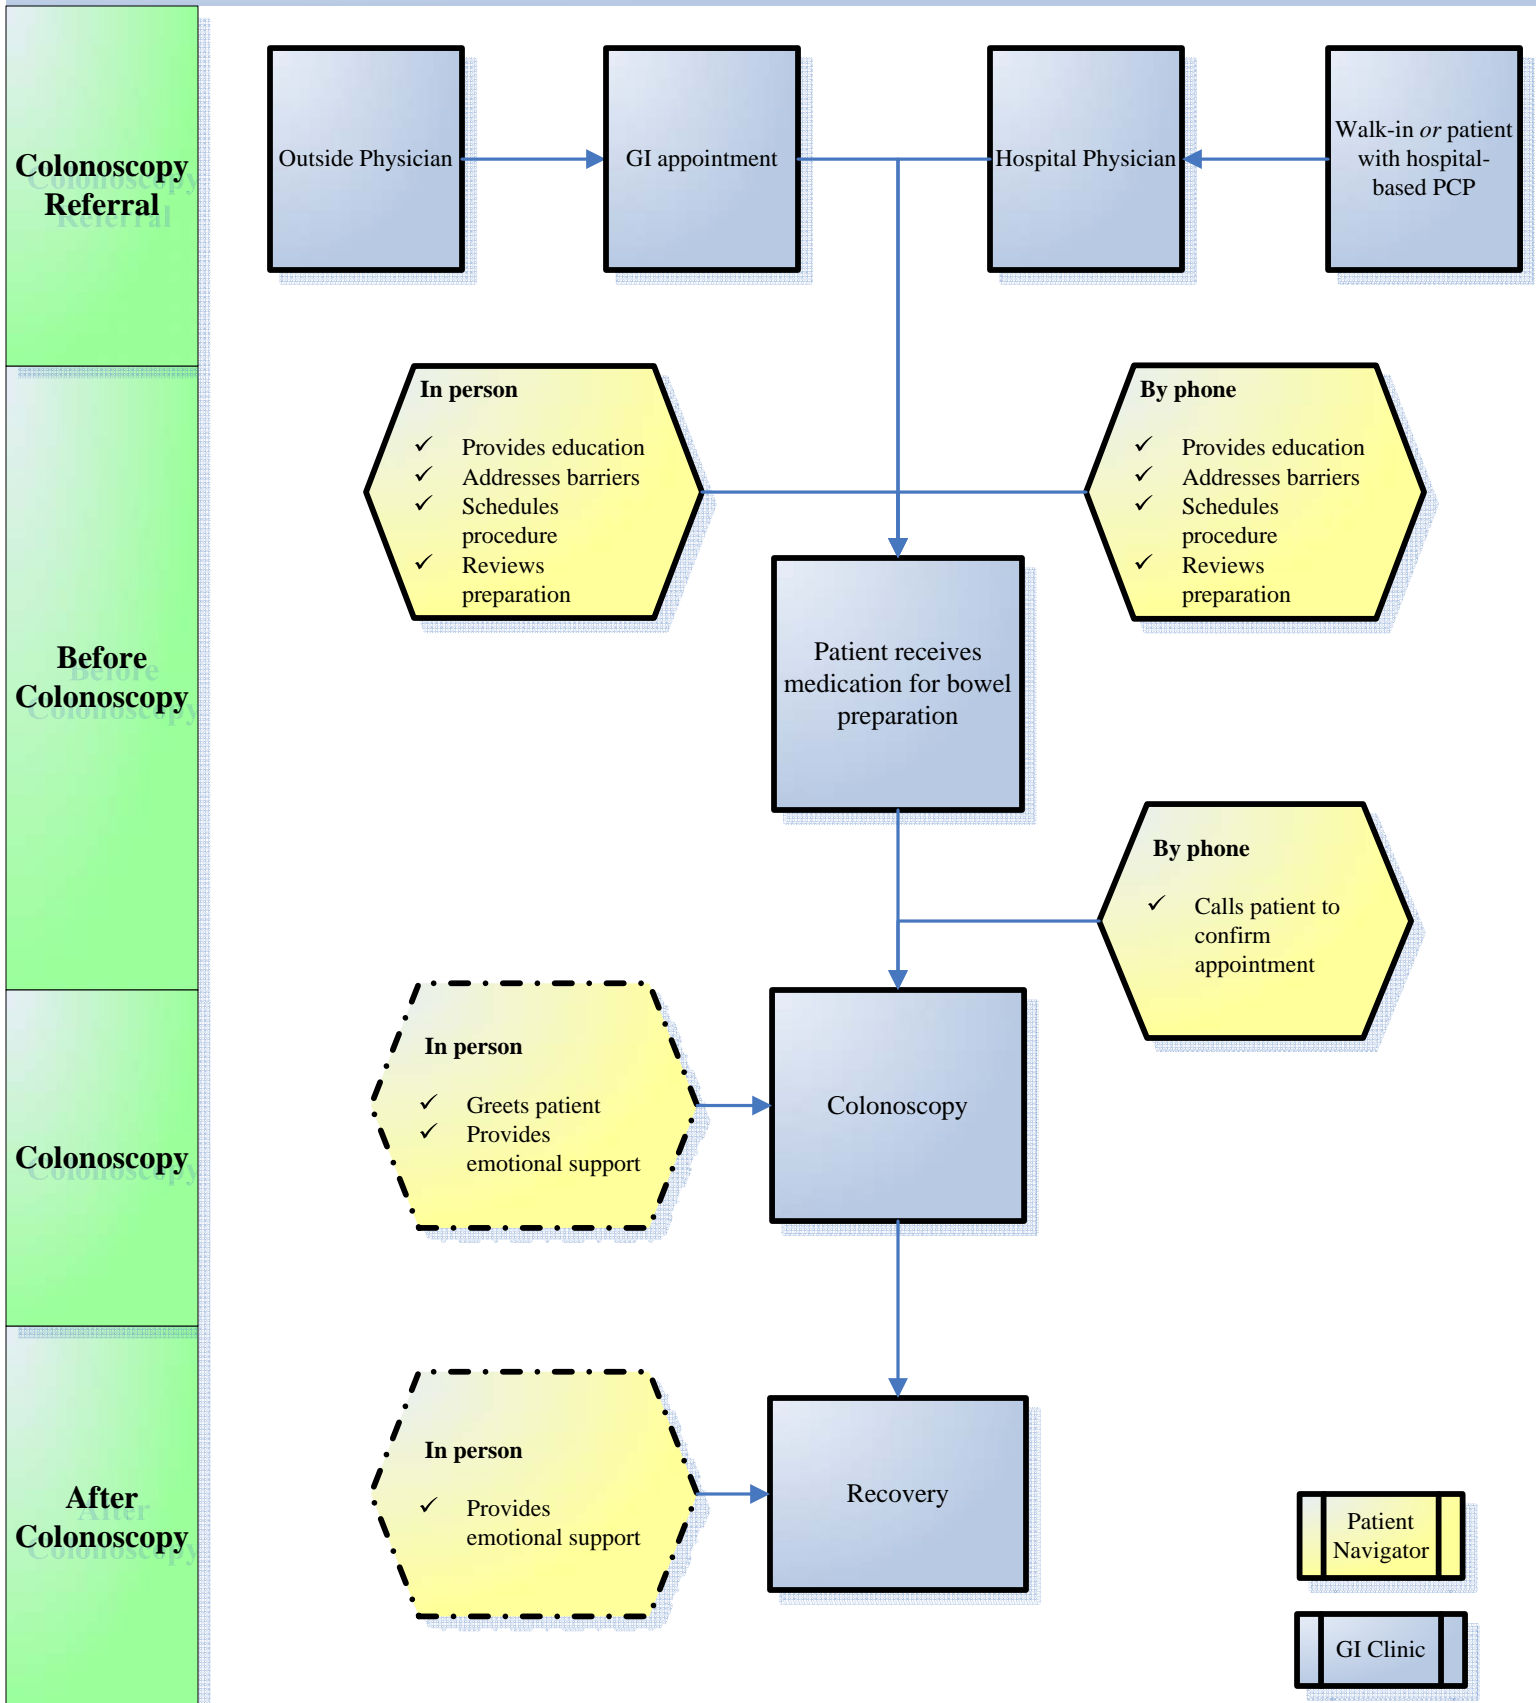 Colonoscopy
Referral
Outside Physician
GI appointment
Hospital Physician
Walk-in or patient
with hospital-
based PCP
Before
Colonoscopy
In person
✓ Provides education
✓ Addresses barriers
✓ Schedules
procedure
✓ Reviews
preparation
By phone
✓ Provides education
✓ Addresses barriers
✓ Schedules
procedure
✓ Reviews
preparation
Patient receives
medication for bowel
preparation
By phone
✓ Calls patient to
confirm
appointment
Colonoscopy
In person
✓ Greets patient
✓ Provides
emotional support
Colonoscopy
After
Colonoscopy
In person
✓ Provides
emotional support
Recovery
Patient
Navigator
GI Clinic